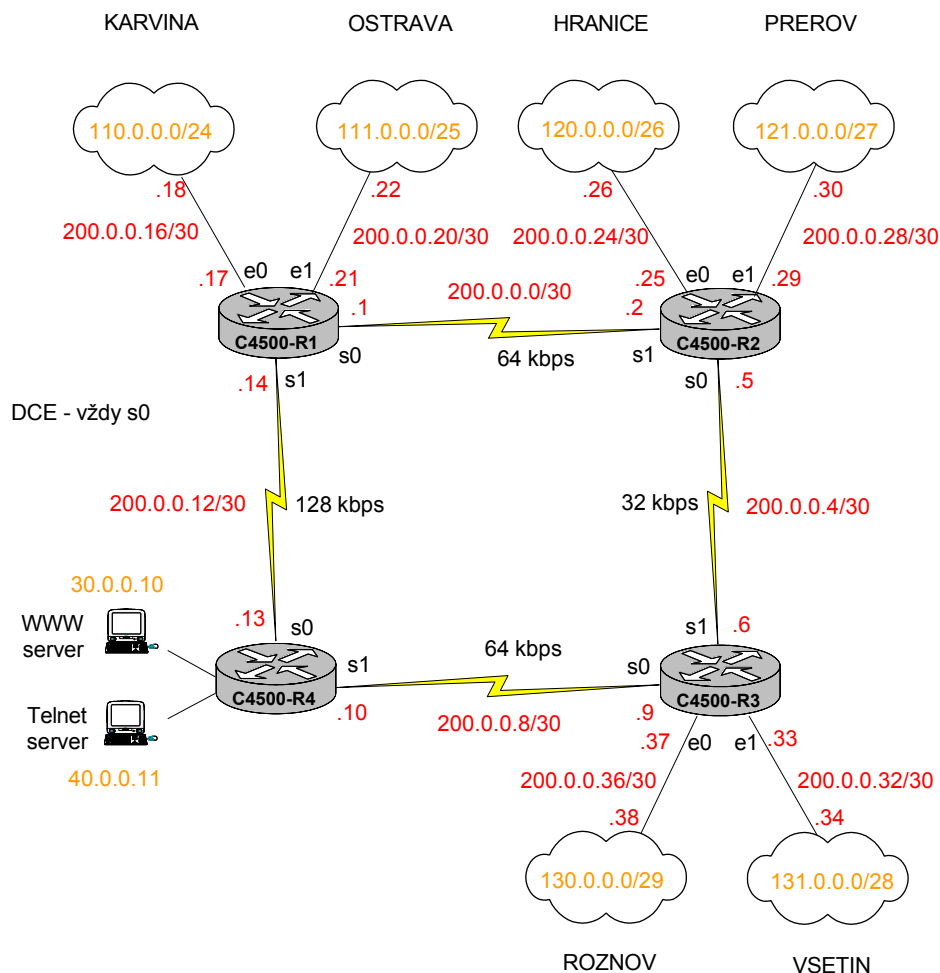 KARVINA
OSTRAVA
HRANICE
PREROV
110.0.0.0/24
111.0.0.0/25
120.0.0.0/26
121.0.0.0/27
.18
.22
.26
.30
200.0.0.16/30
200.0.0.20/30
200.0.0.24/30
200.0.0.28/30
.17
e0
e1
.21
.1
200.0.0.0/30
.25
.2
e0
e1
.29
C4500-R1
C4500-R2
s0
64 kbps
s1
.14
s1
s0
.5
DCE - vždy s0
200.0.0.12/30
128 kbps
32 kbps
200.0.0.4/30
30.0.0.10
WWW
server
.13
s0
s1
.6
64 kbps
s1
s0
C4500-R4
C4500-R3
Telnet
server
.10
200.0.0.8/30
.9
.37
e0
e1
.33
40.0.0.11
200.0.0.36/30
200.0.0.32/30
.38
.34
130.0.0.0/29
131.0.0.0/28
ROZNOV
VSETIN